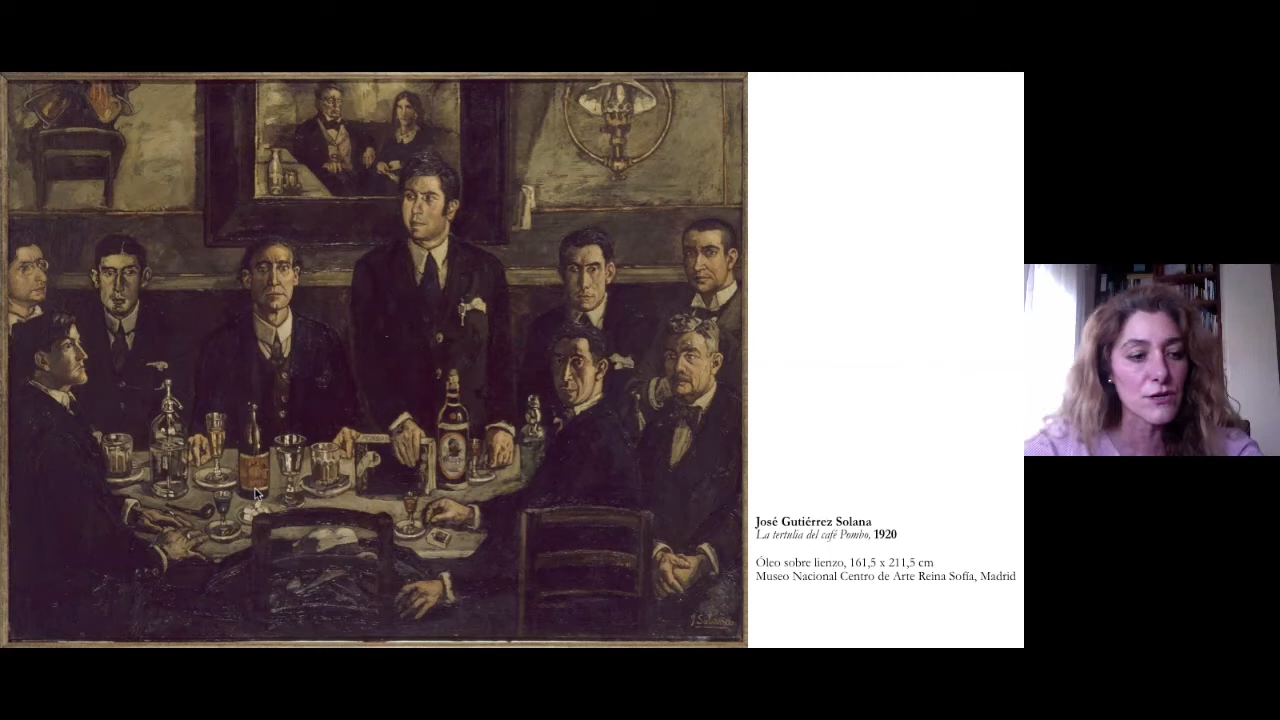 José Gutiérrez Solana
La tertulia del café Pombo, 1920
Óleo sobre lienzo, 161,5 x 211,5 cm
Museo Nacional Centro de Arte Reina Sofía, Madrid
J. Solana